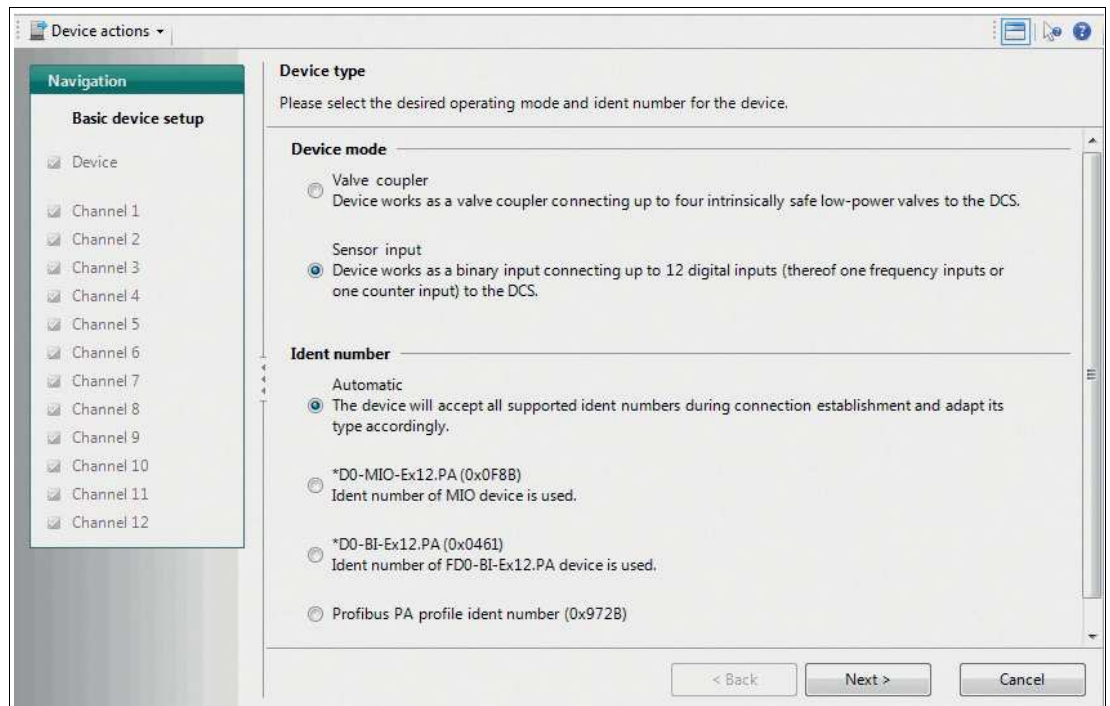 Device actions
Navigation
Basic device setup
Device
Channel 1
Channel 2
Channel 3
Channel 4
Channel 5
Channel 6
Channel 7
Channel 8
Channel 9
Channel 10
Channel 11
Channel 12
Device type
Please select the desired operating mode and ident number for the device.
Device mode
Valve coupler
Device works as a valve coupler connecting up to four intrinsically safe low-power valves to the DCS.
Sensor input
Device works as a binary input connecting up to 12 digital inputs (thereof one frequency inputs or
one counter input) to the DCS.
Ident number
Automatic
The device will accept all supported ident numbers during connection establishment and adapt its
type accordingly.
*D0-MIO-Ex12.PA (0x0F8B)
Ident number of MIO device is used.
*D0-BI-Ex12.PA (0x0461)
Ident number of FD0-BI-Ex12.PA device is used.
Profibus PA profile ident number (0x972B)
< Back
Next >
Cancel